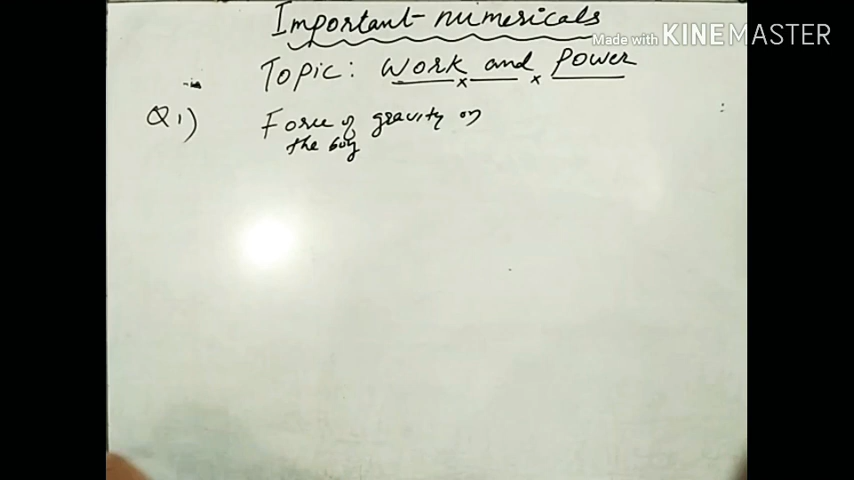 Important numericals
Made with KINEMASTER
Topic: Work and Power
Q1) Force of gravity on
the boy